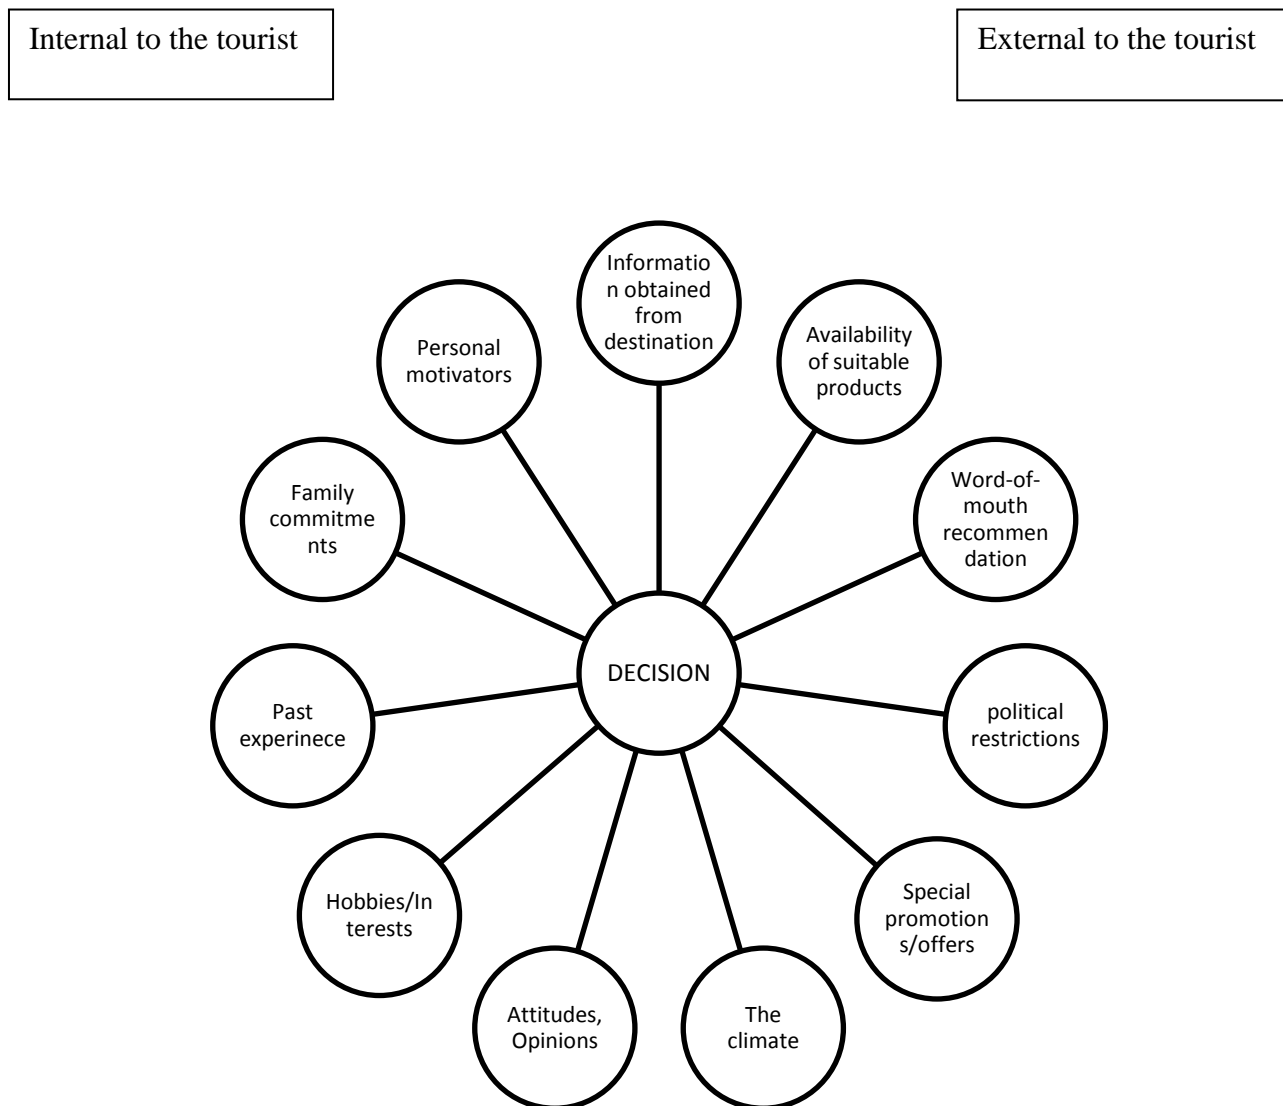 Internal to the tourist
External to the tourist
Informatio
n obtained
from
destination
Availability
of suitable
products
Word-of-
mouth
recommen
dation
political
restrictions
Special
promotion
s/offers
The
climate
Attitudes,
Opinions
Hobbies/In
terests
Past
experinece
Family
commitme
nts
Personal
motivators
DECISION